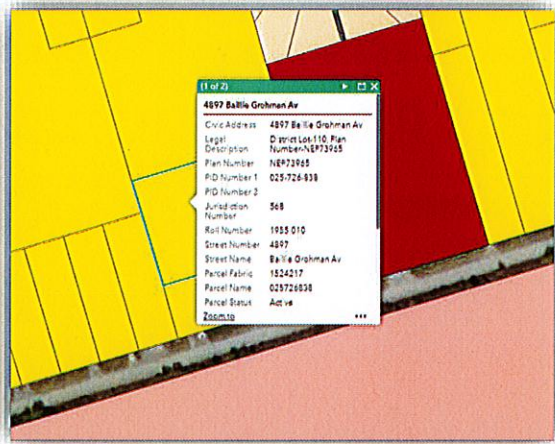 (1 of 2)
4897 Baillie Grohman Av
Civic Address 4897 Baillie Grohman Av
Legal Description District Lot 110, Plan Number NEP73965
Plan Number NEP73965
PID Number 1 025-726-838
PID Number 2
Jurisdiction Number 568
Roll Number 1955 010
Street Number 4897
Street Name Baillie Grohman Av
Parcel Fabric 1524217
Parcel Name 025726838
Parcel Status Active
Zoom to •••